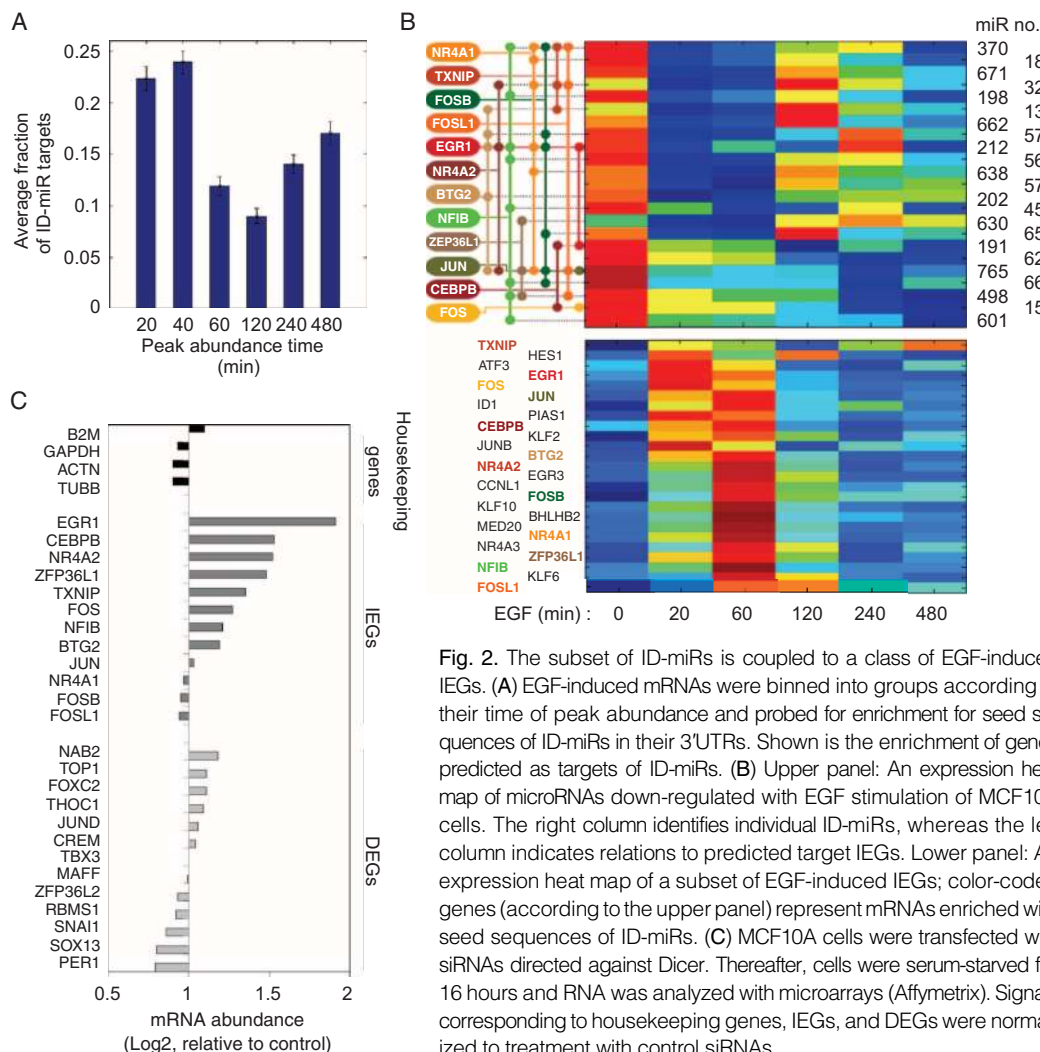 A
0.25
0.2
0.15
0.1
0.05
0
Average fraction
of ID-miR targets
20 40 60 120 240 480
Peak abundance time
(min)
B
NR4A1
TXNIP
FOSB
FOSL1
EGR1
NR4A2
BTG2
NFIB
ZEP36L1
JUN
CEBPB
FOS
miR no.
370
18
671
32
198
13
662
57
212
56
638
57
202
45
630
65
191
62
765
66
498
15
601
TXNIP
HES1
ATF3
EGR1
FOS
JUN
ID1
PIAS1
CEBPB
KLF2
JUNB
BTG2
NR4A2
EGR3
CCNL1
FOSB
KLF10
BHLHB2
MED20
NR4A1
NR4A3
ZFP36L1
NFIB
KLF6
FOSL1
EGF (min) : 0 20 60 120 240 480
C
Housekeeping
genes
B2M
GAPDH
ACTN
TUBB
IEGs
EGR1
CEBPB
NR4A2
ZFP36L1
TXNIP
FOS
NFIB
BTG2
JUN
NR4A1
FOSB
FOSL1
DEGs
NAB2
TOP1
FOXC2
THOC1
JUND
CREM
TBX3
MAFF
ZFP36L2
RBMS1
SNAI1
SOX13
PER1
0.5 1 1.5 2
mRNA abundance
(Log2, relative to control)
Fig. 2. The subset of ID-miRs is coupled to a class of EGF-induce
IEGs. (A) EGF-induced mRNAs were binned into groups according
their time of peak abundance and probed for enrichment for seed s
quences of ID-miRs in their 3′UTRs. Shown is the enrichment of gene
predicted as targets of ID-miRs. (B) Upper panel: An expression he
map of microRNAs down-regulated with EGF stimulation of MCF10
cells. The right column identifies individual ID-miRs, whereas the le
column indicates relations to predicted target IEGs. Lower panel: A
expression heat map of a subset of EGF-induced IEGs; color-code
genes (according to the upper panel) represent mRNAs enriched wi
seed sequences of ID-miRs. (C) MCF10A cells were transfected w
siRNAs directed against Dicer. Thereafter, cells were serum-starved f
16 hours and RNA was analyzed with microarrays (Affymetrix). Signa
corresponding to housekeeping genes, IEGs, and DEGs were norma
ized to treatment with control siRNAs.